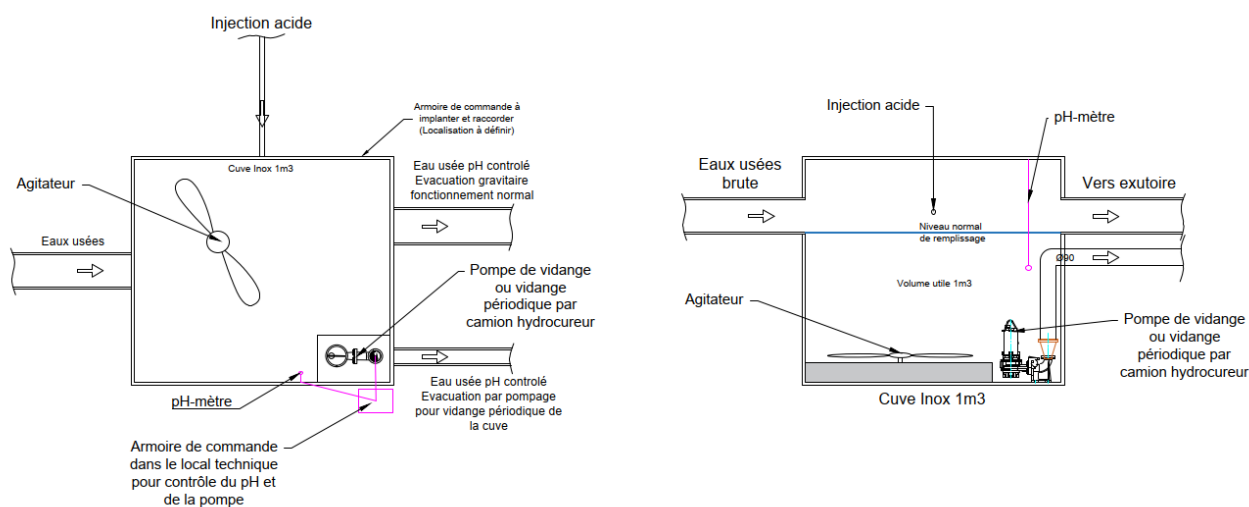 Injection acide
Armoire de commande à
implanter et raccorder
(Localisation à définir)
Cuve Inox 1m3
Agitateur
Eau usée pH controlé
Evacuation gravitaire
fonctionnement normal
Eaux usées
Pompe de vidange
ou vidange
périodique par
camion hydrocureur
Eau usée pH controlé
Evacuation par pompage
pour vidange périodique de
la cuve
pH-mètre
Armoire de commande
dans le local technique
pour contrôle du pH et
de la pompe
Injection acide
pH-mètre
Eaux usées
brute
Vers exutoire
Niveau normal
de remplissage
Ø90
Volume utile 1m3
Agitateur
Pompe de vidange
ou vidange
périodique par
camion hydrocureur
Cuve Inox 1m3